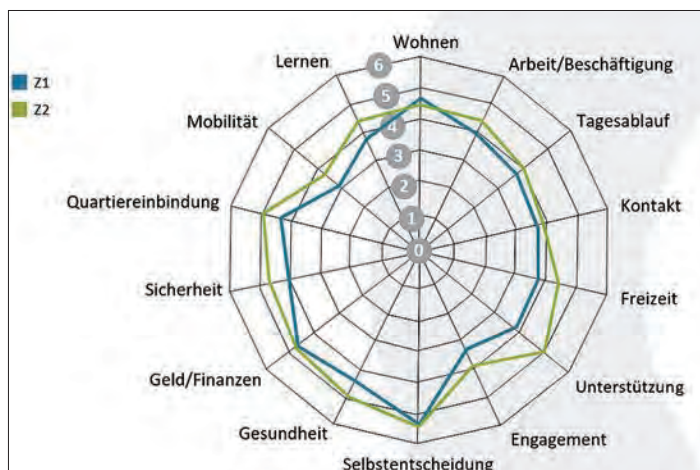 Z1
Z2
Wohnen
Arbeit/Beschäftigung
Tagesablauf
Kontakt
Freizeit
Unterstützung
Engagement
Selbstentscheidung
Gesundheit
Geld/Finanzen
Sicherheit
Quartiereinbindung
Mobilität
Lernen
6
5
4
3
2
1
0